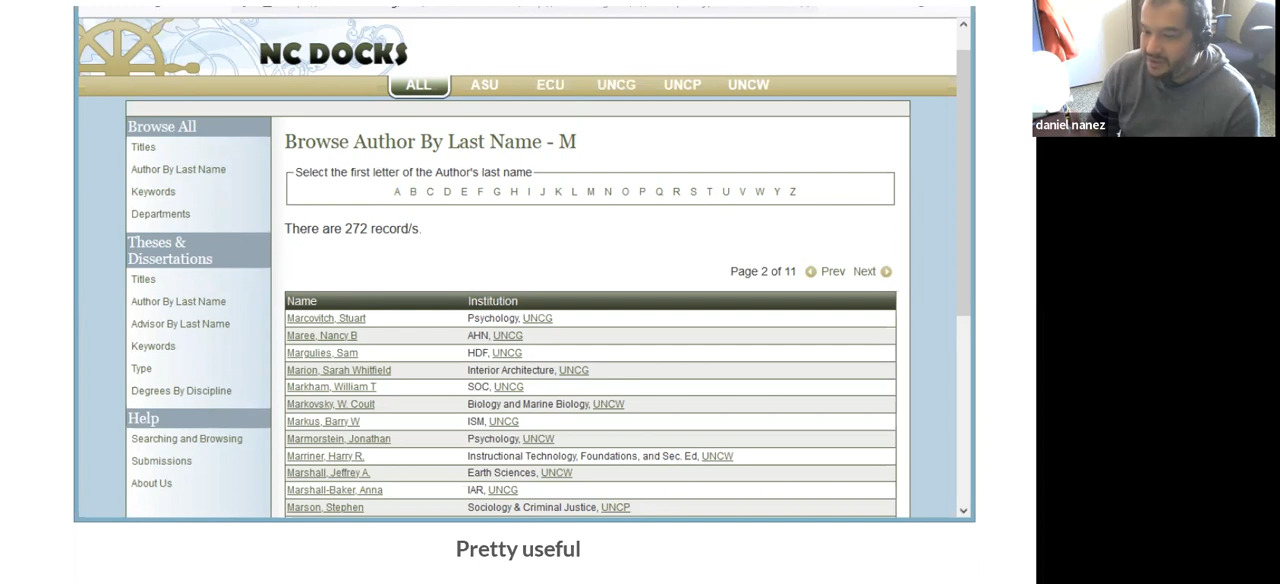 NC DOCKS
ALL ASU ECU UNCG UNCP UNCW
Browse All
Titles
Author By Last Name
Keywords
Departments
Theses &
Dissertations
Titles
Author By Last Name
Advisor By Last Name
Keywords
Type
Degrees By Discipline
Help
Searching and Browsing
Submissions
About Us
Browse Author By Last Name - M
Select the first letter of the Author's last name
A B C D E F G H I J K L M N O P Q R S T U V W Y Z
There are 272 record/s.
Page 2 of 11 Prev Next
Name Institution
Marcovitch, Stuart Psychology, UNCG
Maree, Nancy B AHN, UNCG
Margulies, Sam HDF, UNCG
Marion, Sarah Whitfield Interior Architecture, UNCG
Markham, William T SOC, UNCG
Markovsky, W. Coult Biology and Marine Biology, UNCW
Markus, Barry W ISM, UNCG
Marmorstein, Jonathan Psychology, UNCW
Marriner, Harry R. Instructional Technology, Foundations, and Sec. Ed, UNCW
Marshall, Jeffrey A. Earth Sciences, UNCW
Marshall-Baker, Anna IAR, UNCG
Marson, Stephen Sociology & Criminal Justice, UNCP
Pretty useful
daniel nanez